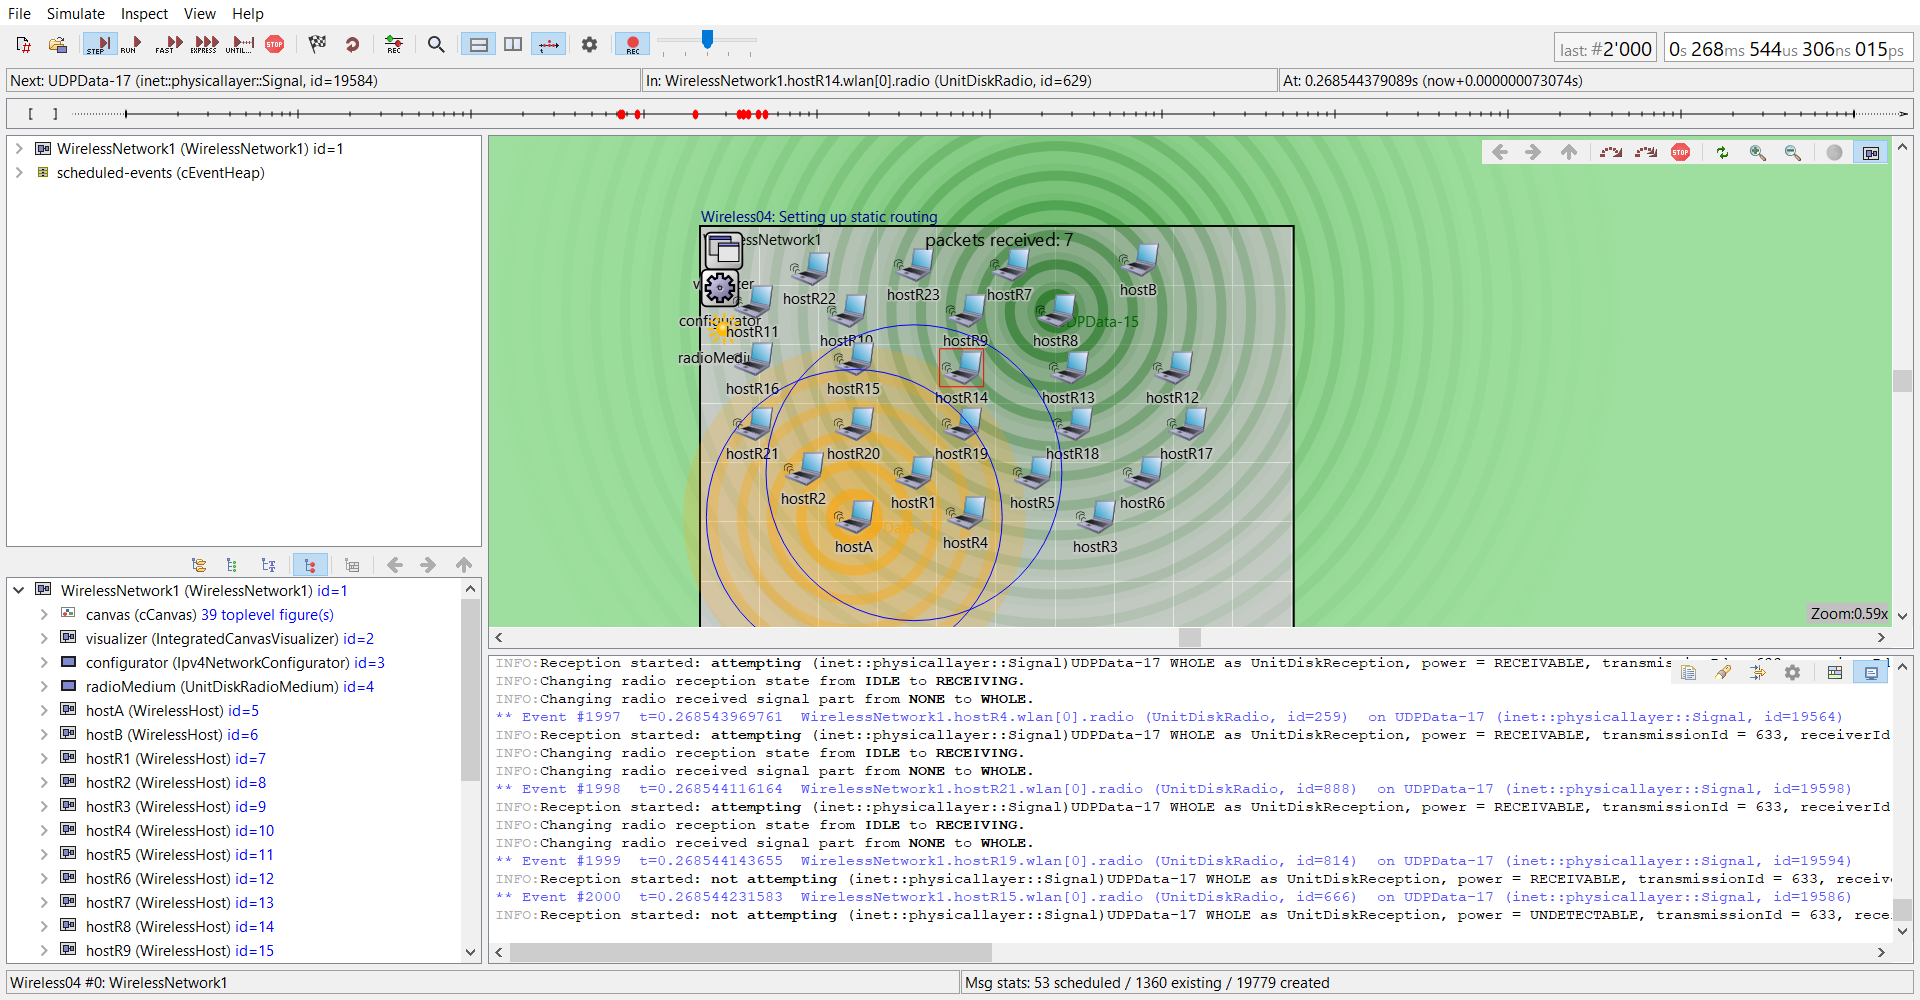 File Simulate Inspect View Help
STEP RUN FAST EXPRESS UNTIL... STOP REC REC last: #2'000 0s 268ms 544us 306ns 015ps
Next: UDPData-17 (inet::physicallayer::Signal, id=19584) In: WirelessNetwork1.hostR14.wlan[0].radio (UnitDiskRadio, id=629) At: 0.268544379089s (now+0.000000073074s)
[ ]
WirelessNetwork1 (WirelessNetwork1) id=1
scheduled-events (cEventHeap)
STOP
Wireless04: Setting up static routing
essNetwork1 packets received: 7
hostR22 hostR23 hostR7 hostB
configurator hostR11 hostR10 hostR9 hostR8 DPData-15
radioMedi hostR16 hostR15 hostR14 hostR13 hostR12
hostR21 hostR20 hostR19 hostR18 hostR17
hostR2 hostR1 hostR5 hostR6
hostA hostR4 hostR3
Zoom:0.59x
WirelessNetwork1 (WirelessNetwork1) id=1
canvas (cCanvas) 39 toplevel figure(s)
visualizer (IntegratedCanvasVisualizer) id=2
configurator (Ipv4NetworkConfigurator) id=3
radioMedium (UnitDiskRadioMedium) id=4
hostA (WirelessHost) id=5
hostB (WirelessHost) id=6
hostR1 (WirelessHost) id=7
hostR2 (WirelessHost) id=8
hostR3 (WirelessHost) id=9
hostR4 (WirelessHost) id=10
hostR5 (WirelessHost) id=11
hostR6 (WirelessHost) id=12
hostR7 (WirelessHost) id=13
hostR8 (WirelessHost) id=14
hostR9 (WirelessHost) id=15
INFO:Reception started: attempting (inet::physicallayer::Signal)UDPData-17 WHOLE as UnitDiskReception, power = RECEIVABLE,
INFO:Changing radio reception state from IDLE to RECEIVING.
INFO:Changing radio received signal part from NONE to WHOLE.
** Event #1997 t=0.268543969761 WirelessNetwork1.hostR4.wlan[0].radio (UnitDiskRadio, id=259) on UDPData-17 (inet::physicallayer::Signal, id=19564)
INFO:Reception started: attempting (inet::physicallayer::Signal)UDPData-17 WHOLE as UnitDiskReception, power = RECEIVABLE, transmissionId = 633, receiverId
INFO:Changing radio reception state from IDLE to RECEIVING.
INFO:Changing radio received signal part from NONE to WHOLE.
** Event #1998 t=0.268544116164 WirelessNetwork1.hostR21.wlan[0].radio (UnitDiskRadio, id=888) on UDPData-17 (inet::physicallayer::Signal, id=19598)
INFO:Reception started: attempting (inet::physicallayer::Signal)UDPData-17 WHOLE as UnitDiskReception, power = RECEIVABLE, transmissionId = 633, receiverId
INFO:Changing radio reception state from IDLE to RECEIVING.
INFO:Changing radio received signal part from NONE to WHOLE.
** Event #1999 t=0.268544143655 WirelessNetwork1.hostR19.wlan[0].radio (UnitDiskRadio, id=814) on UDPData-17 (inet::physicallayer::Signal, id=19594)
INFO:Reception started: not attempting (inet::physicallayer::Signal)UDPData-17 WHOLE as UnitDiskReception, power = RECEIVABLE, transmissionId = 633, receiv
** Event #2000 t=0.268544231583 WirelessNetwork1.hostR15.wlan[0].radio (UnitDiskRadio, id=666) on UDPData-17 (inet::physicallayer::Signal, id=19586)
INFO:Reception started: not attempting (inet::physicallayer::Signal)UDPData-17 WHOLE as UnitDiskReception, power = UNDETECTABLE, transmissionId = 633, rece
Wireless04 #0: WirelessNetwork1 Msg stats: 53 scheduled / 1360 existing / 19779 created